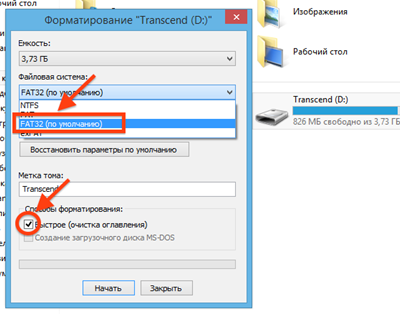 Форматирование "Transcend (D:)"
Емкость:
3,73 ГБ
Файловая система:
FAT32 (по умолчанию)
NTFS
FAT32 (по умолчанию)
Восстановить параметры по умолчанию
Метка тома:
Transcend
Способы форматирования:
Быстрое (очистка оглавления)
Создание загрузочного диска MS-DOS
Начать
Закрыть
Изображения
Рабочий стол
Transcend (D:)
826 МБ свободно из 3,73 ГБ